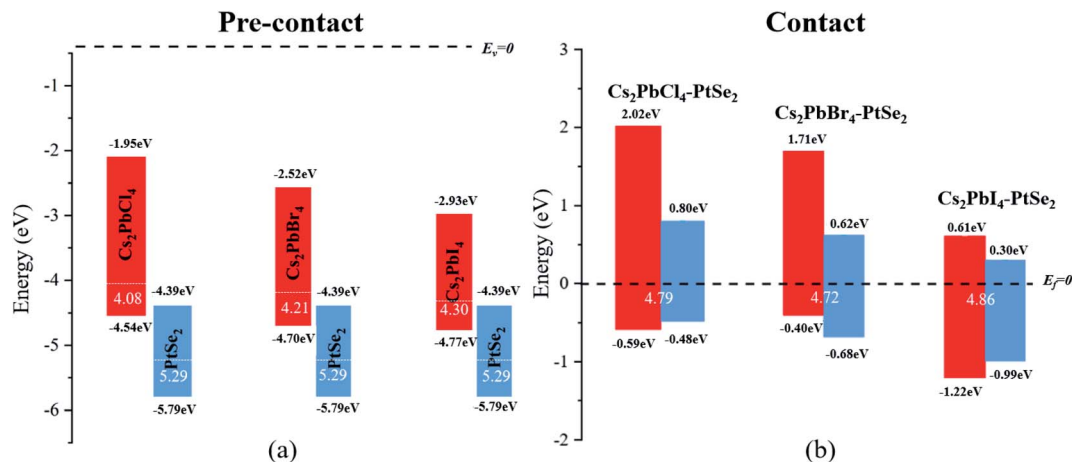 Pre-contact
Contact
Energy (eV)
-1
-2
-3
-4
-5
-6
Eᵥ=0
-1.95eV
Cs₂PbCl₄
4.08
-4.54eV
-4.39eV
PtSe₂
5.29
-5.79eV
-2.52eV
Cs₂PbBr₄
4.21
-4.70eV
-4.39eV
PtSe₂
5.29
-5.79eV
-2.93eV
Cs₂PbI₄
4.30
-4.77eV
-4.39eV
PtSe₂
5.29
-5.79eV
(a)
Energy (eV)
3
2
1
0
-1
-2
Cs₂PbCl₄-PtSe₂
2.02eV
0.80eV
4.79
-0.59eV
-0.48eV
Cs₂PbBr₄-PtSe₂
1.71eV
0.62eV
4.72
-0.40eV
-0.68eV
Cs₂PbI₄-PtSe₂
0.61eV
0.30eV
4.86
-1.22eV
-0.99eV
E_f=0
(b)